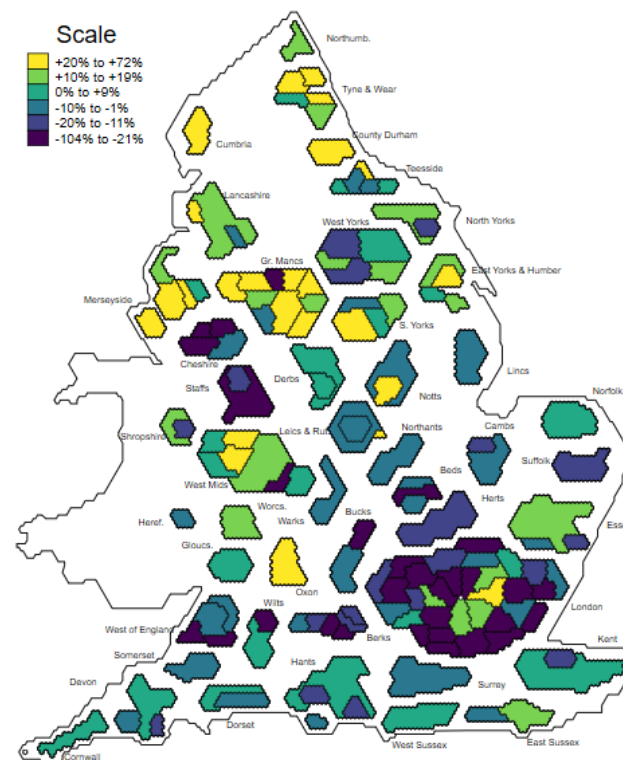 Scale
+20% to +72%
+10% to +19%
0% to +9%
-10% to -1%
-20% to -11%
-104% to -21%
Northumb.
Tyne & Wear
Cumbria
County Durham
Teesside
Lancashire
North Yorks
West Yorks
Gr. Mancs
East Yorks & Humber
Merseyside
S. Yorks
Cheshire
Lincs
Staffs
Derbs
Notts
Norfolk
Shropshire
Leics & Rut
Northants
Cambs
Suffolk
West Mids
Beds
Herts
Worcs.
Bucks
Heref.
Warks
Ess
Gloucs.
Oxon
Wilts
London
West of England
Berks
Kent
Somerset
Hants
Devon
Surrey
Dorset
West Sussex
East Sussex
Cornwall